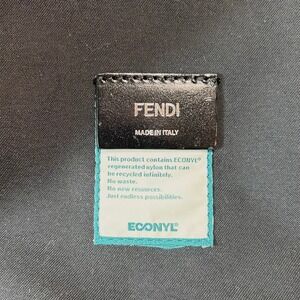 FENDI
MADE IN ITALY
This product contains ECONYL®
regenerated nylon that can
be recycled infinitely.
No waste.
No new resources.
Just endless possibilities.
ECONYL®